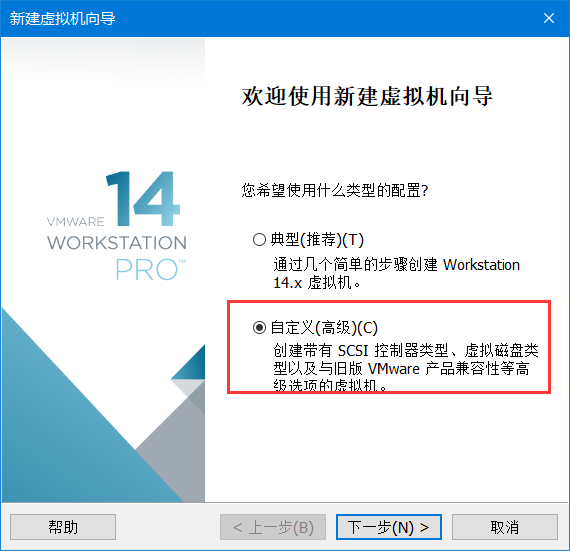 新建虚拟机向导
欢迎使用新建虚拟机向导
14
VMWARE
WORKSTATION
PRO™
您希望使用什么类型的配置?
典型(推荐)(T)
通过几个简单的步骤创建 Workstation
14.x 虚拟机。
自定义(高级)(C)
创建带有 SCSI 控制器类型、虚拟磁盘类
型以及与旧版 VMware 产品兼容性等高
级选项的虚拟机。
帮助
< 上一步(B)
下一步(N) >
取消